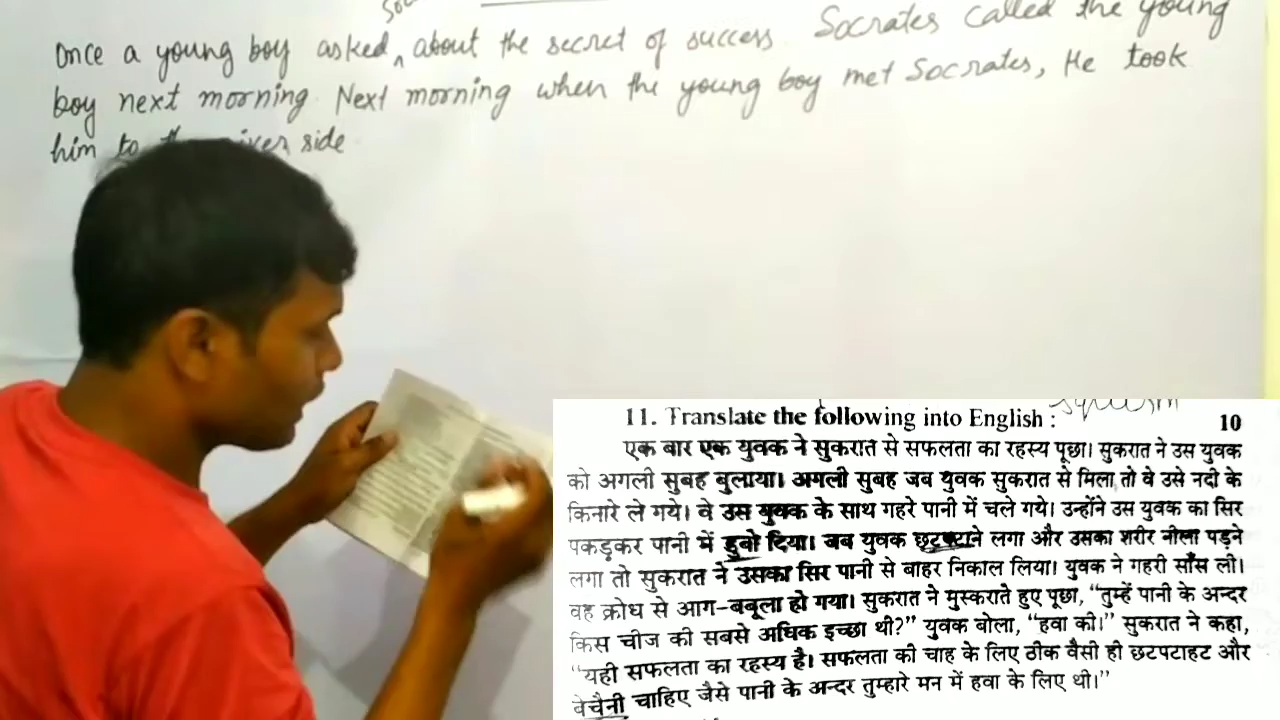 Soc
Once a young boy asked ^ about the secret of success. Socrates called the young
boy next morning. Next morning when the young boy met Socrates, He took
him to the river side
11. Translate the following into English : 10
एक बार एक युवक ने सुकरात से सफलता का रहस्य पूछा। सुकरात ने उस युवक
को अगली सुबह बुलाया। अगली सुबह जब युवक सुकरात से मिला तो वे उसे नदी के
किनारे ले गये। वे उस युवक के साथ गहरे पानी में चले गये। उन्होंने उस युवक का सिर
पकड़कर पानी में डुबो दिया। जब युवक छटपटाने लगा और उसका शरीर नीला पड़ने
लगा तो सुकरात ने उसका सिर पानी से बाहर निकाल लिया। युवक ने गहरी साँस ली।
वह क्रोध से आग-बबूला हो गया। सुकरात ने मुस्कराते हुए पूछा, “तुम्हें पानी के अन्दर
किस चीज की सबसे अधिक इच्छा थी?” युवक बोला, “हवा की।” सुकरात ने कहा,
“यही सफलता का रहस्य है। सफलता की चाह के लिए ठीक वैसी ही छटपटाहट और
बेचैनी चाहिए जैसे पानी के अन्दर तुम्हारे मन में हवा के लिए थी।”